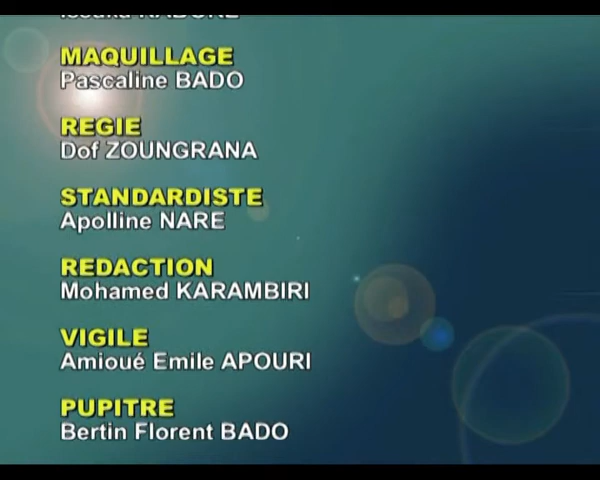 MAQUILLAGE
Pascaline BADO
REGIE
Dof ZOUNGRANA
STANDARDISTE
Apolline NARE
REDACTION
Mohamed KARAMBIRI
VIGILE
Amioué Emile APOURI
PUPITRE
Bertin Florent BADO